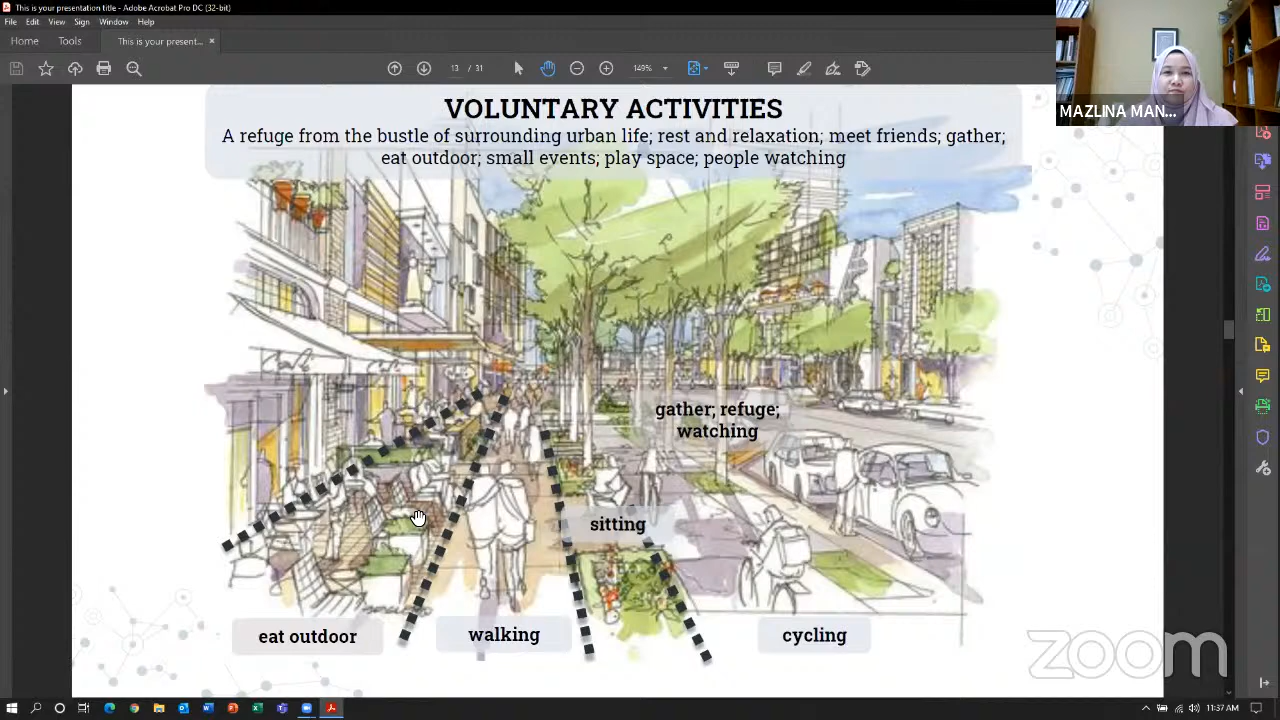 This is your presentation title - Adobe Acrobat Pro DC (32-bit)
File Edit View Sign Window Help
Home Tools This is your present... ×
13 / 31 149%
MAZLINA MAN...
VOLUNTARY ACTIVITIES
A refuge from the bustle of surrounding urban life; rest and relaxation; meet friends; gather;
eat outdoor; small events; play space; people watching
gather; refuge;
watching
sitting
eat outdoor
walking
cycling
zoom
11:37 AM